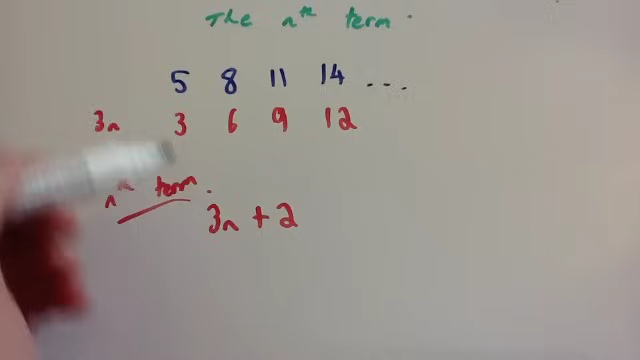 The nth term.
5 8 11 14 ....
3n 3 6 9 12
nth term.
3n + 2